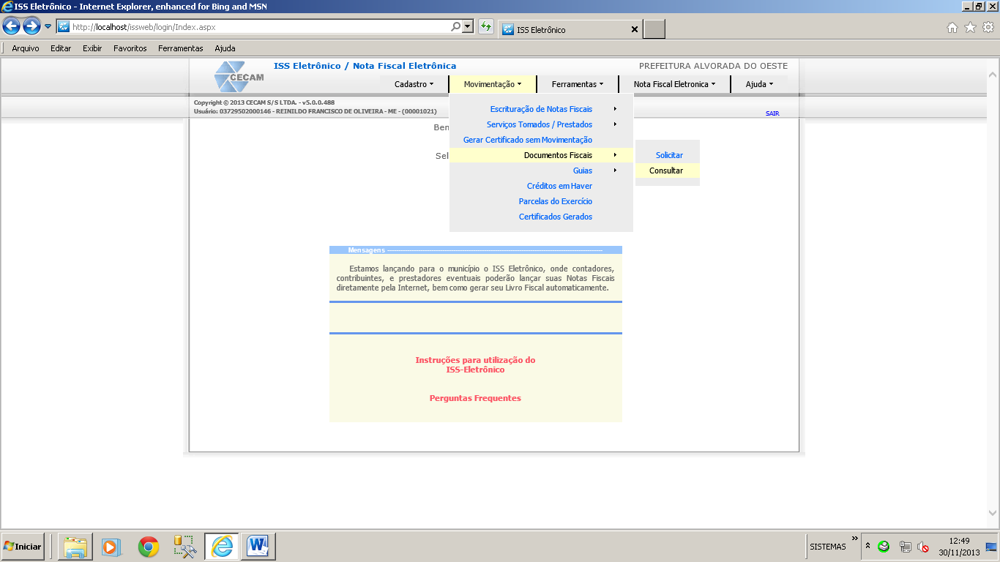 ISS Eletrônico - Internet Explorer, enhanced for Bing and MSN
http://localhost/issweb/login/Index.aspx
ISS Eletrônico
Arquivo Editar Exibir Favoritos Ferramentas Ajuda
CECAM
ISS Eletrônico / Nota Fiscal Eletrônica
PREFEITURA ALVORADA DO OESTE
Cadastro Movimentação Ferramentas Nota Fiscal Eletronica Ajuda
Copyright © 2013 CECAM S/S LTDA. - v5.0.0.488
Usuário: 03729502000146 - REINILDO FRANCISCO DE OLIVEIRA - ME - (00001021)
SAIR
Ben
Sel
Escrituração de Notas Fiscais
Serviços Tomados / Prestados
Gerar Certificado sem Movimentação
Documentos Fiscais
Guias
Créditos em Haver
Parcelas do Exercício
Certificados Gerados
Solicitar
Consultar
Mensagens
Estamos lançando para o município o ISS Eletrônico, onde contadores,
contribuintes, e prestadores eventuais poderão lançar suas Notas Fiscais
diretamente pela Internet, bem como gerar seu Livro Fiscal automaticamente.
Instruções para utilização do
ISS-Eletrônico
Perguntas Frequentes
Iniciar
SISTEMAS
12:49
30/11/2013